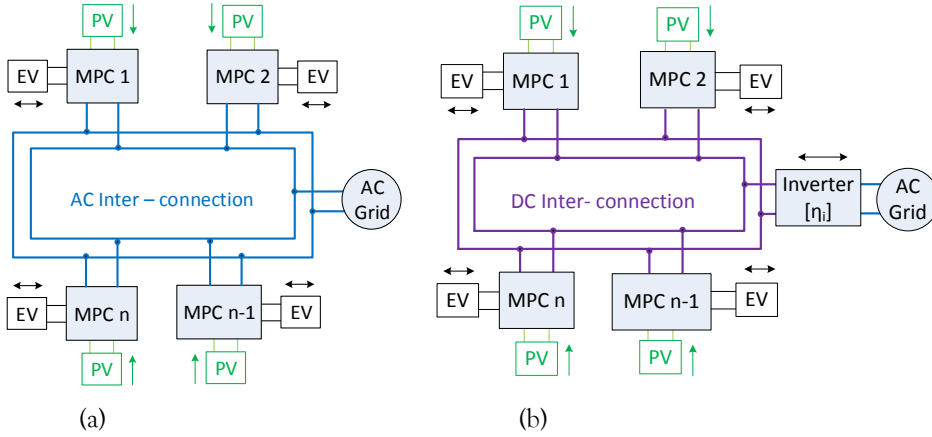 PV
PV
EV
MPC 1
MPC 2
EV
AC Inter – connection
AC
Grid
EV
MPC n
MPC n-1
EV
PV
PV
(a)
PV
PV
EV
MPC 1
MPC 2
EV
DC Inter- connection
Inverter
[ηi]
AC
Grid
EV
MPC n
MPC n-1
EV
PV
PV
(b)